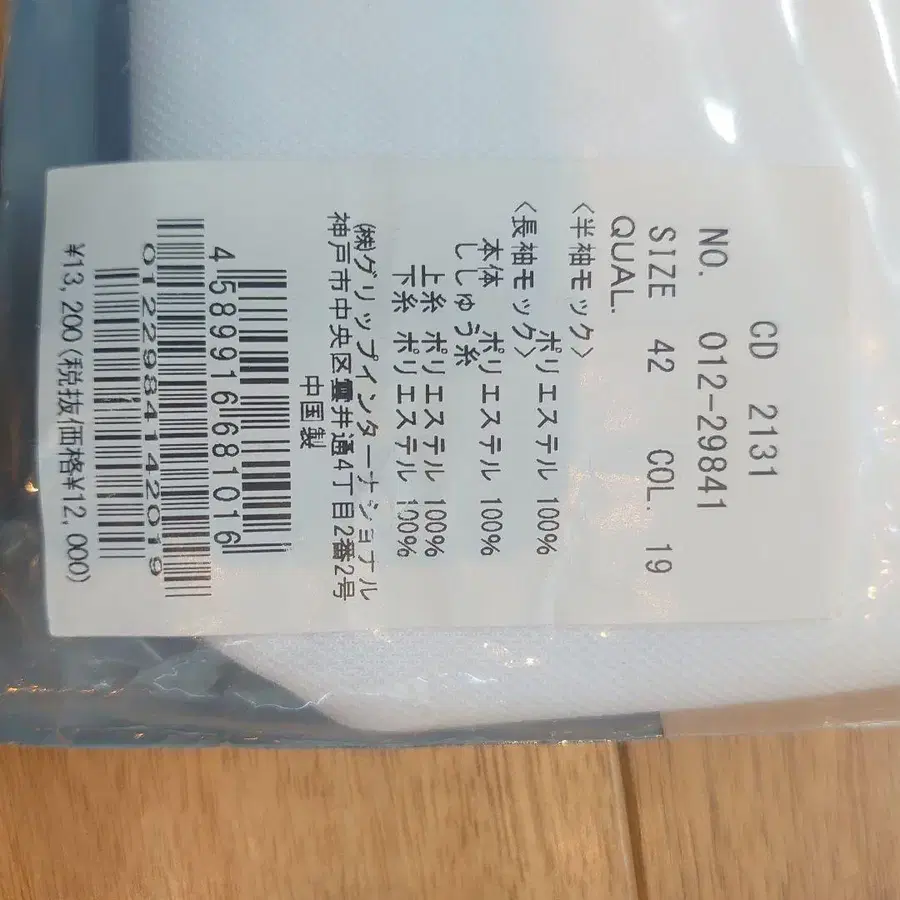 CD 2131
NO. 012-29841
SIZE 42 COL. 19
QUAL.
<半袖モック>
ポリエステル 100%
<長袖モック>
本体 ポリエステル 100%
ししゅう糸
上糸 ポリエステル 100%
下糸 ポリエステル 100%
㈱グリップインターナショナル
神戸市中央区雲井通4丁目2番2号
中国製
4589916681016
0122984142019
¥13,200(税抜価格¥12,000)